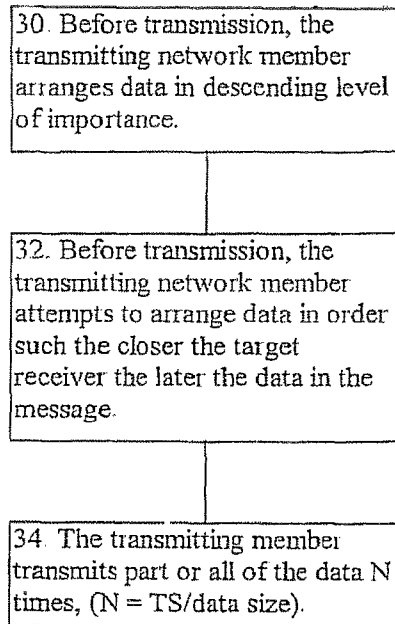 30. Before transmission, the
transmitting network member
arranges data in descending level
of importance.
32. Before transmission, the
transmitting network member
attempts to arrange data in order
such the closer the target
receiver the later the data in the
message.
34. The transmitting member
transmits part or all of the data N
times, (N = TS/data size).